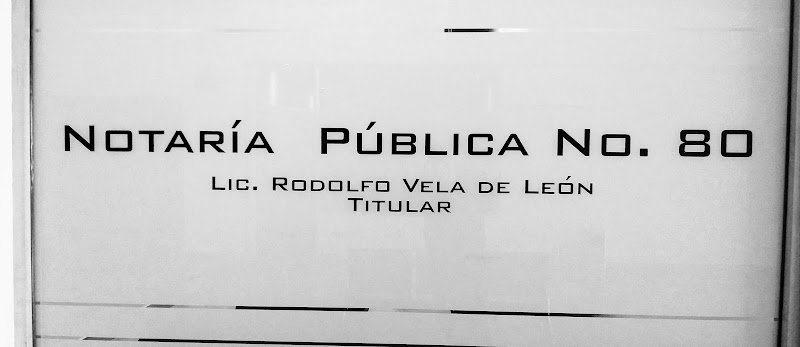 Notaría Pública No. 80
Lic. Rodolfo Vela de León
Titular